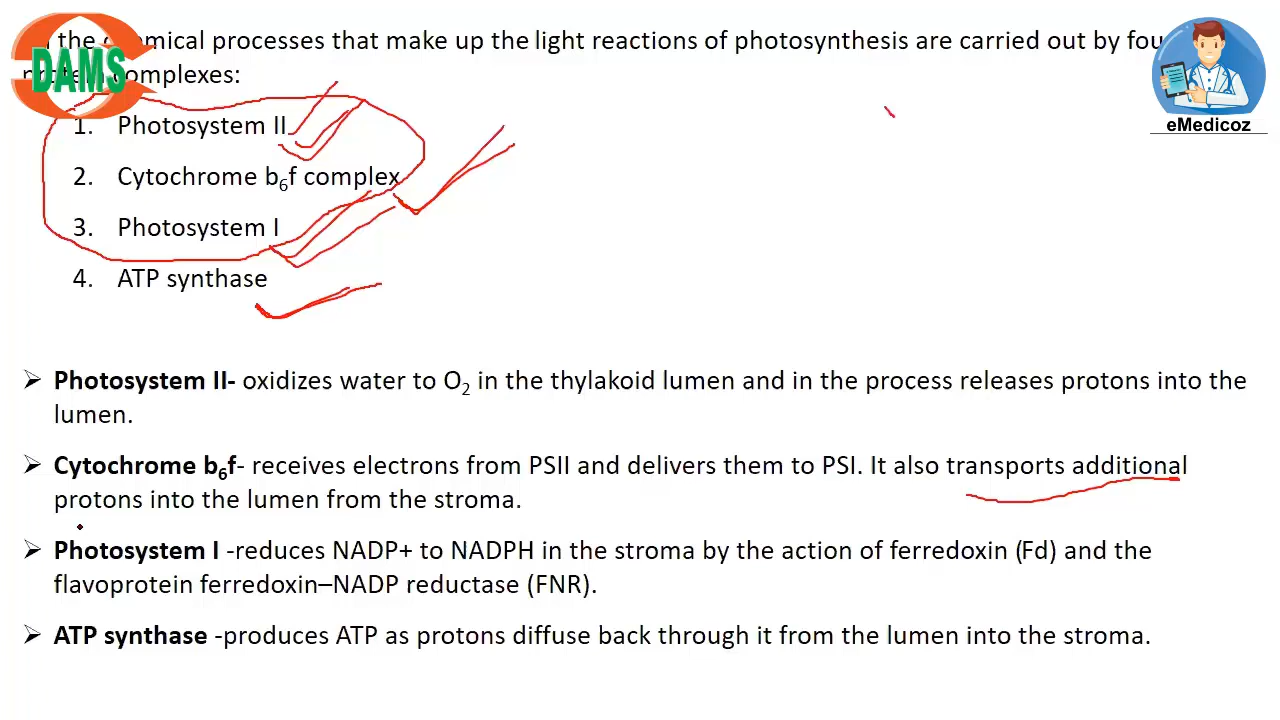 the chemical processes that make up the light reactions of photosynthesis are carried out by fou
DAMS
complexes:
eMedicoz
1. Photosystem II
2. Cytochrome b₆f complex
3. Photosystem I
4. ATP synthase
➢ Photosystem II- oxidizes water to O₂ in the thylakoid lumen and in the process releases protons into the
lumen.
➢ Cytochrome b₆f- receives electrons from PSII and delivers them to PSI. It also transports additional
protons into the lumen from the stroma.
➢ Photosystem I -reduces NADP+ to NADPH in the stroma by the action of ferredoxin (Fd) and the
flavoprotein ferredoxin–NADP reductase (FNR).
➢ ATP synthase -produces ATP as protons diffuse back through it from the lumen into the stroma.